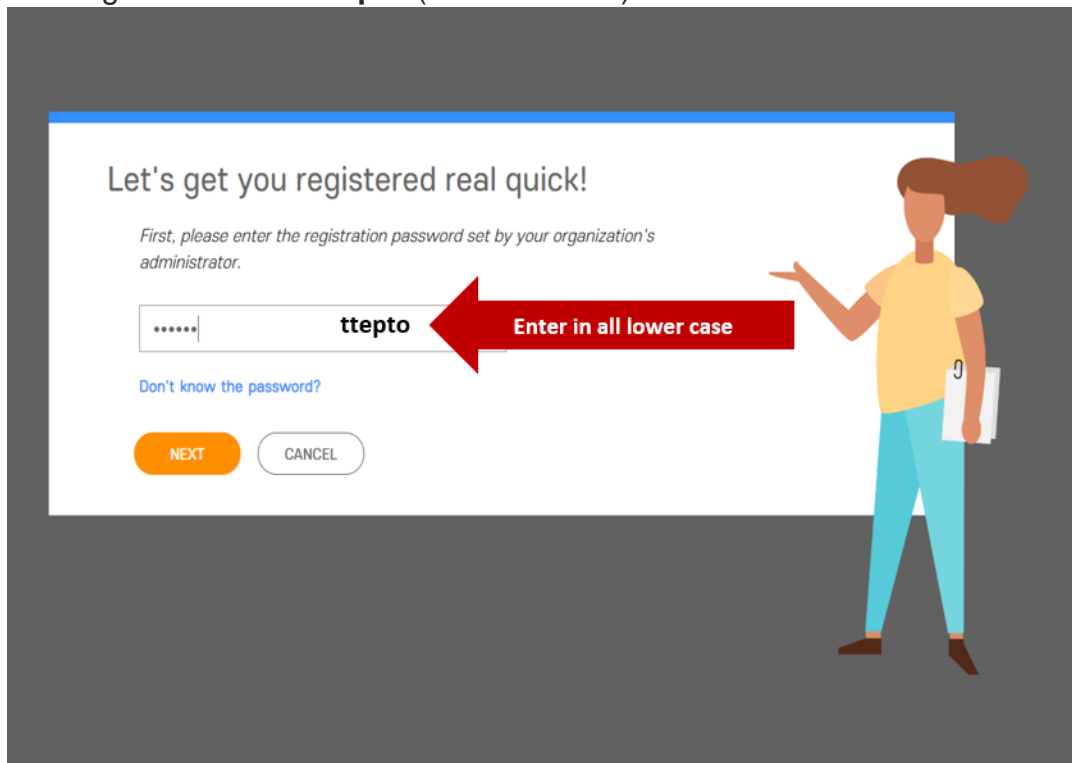 Let's get you registered real quick!
First, please enter the registration password set by your organization's
administrator.
•••••• ttepto Enter in all lower case
Don't know the password?
NEXT CANCEL